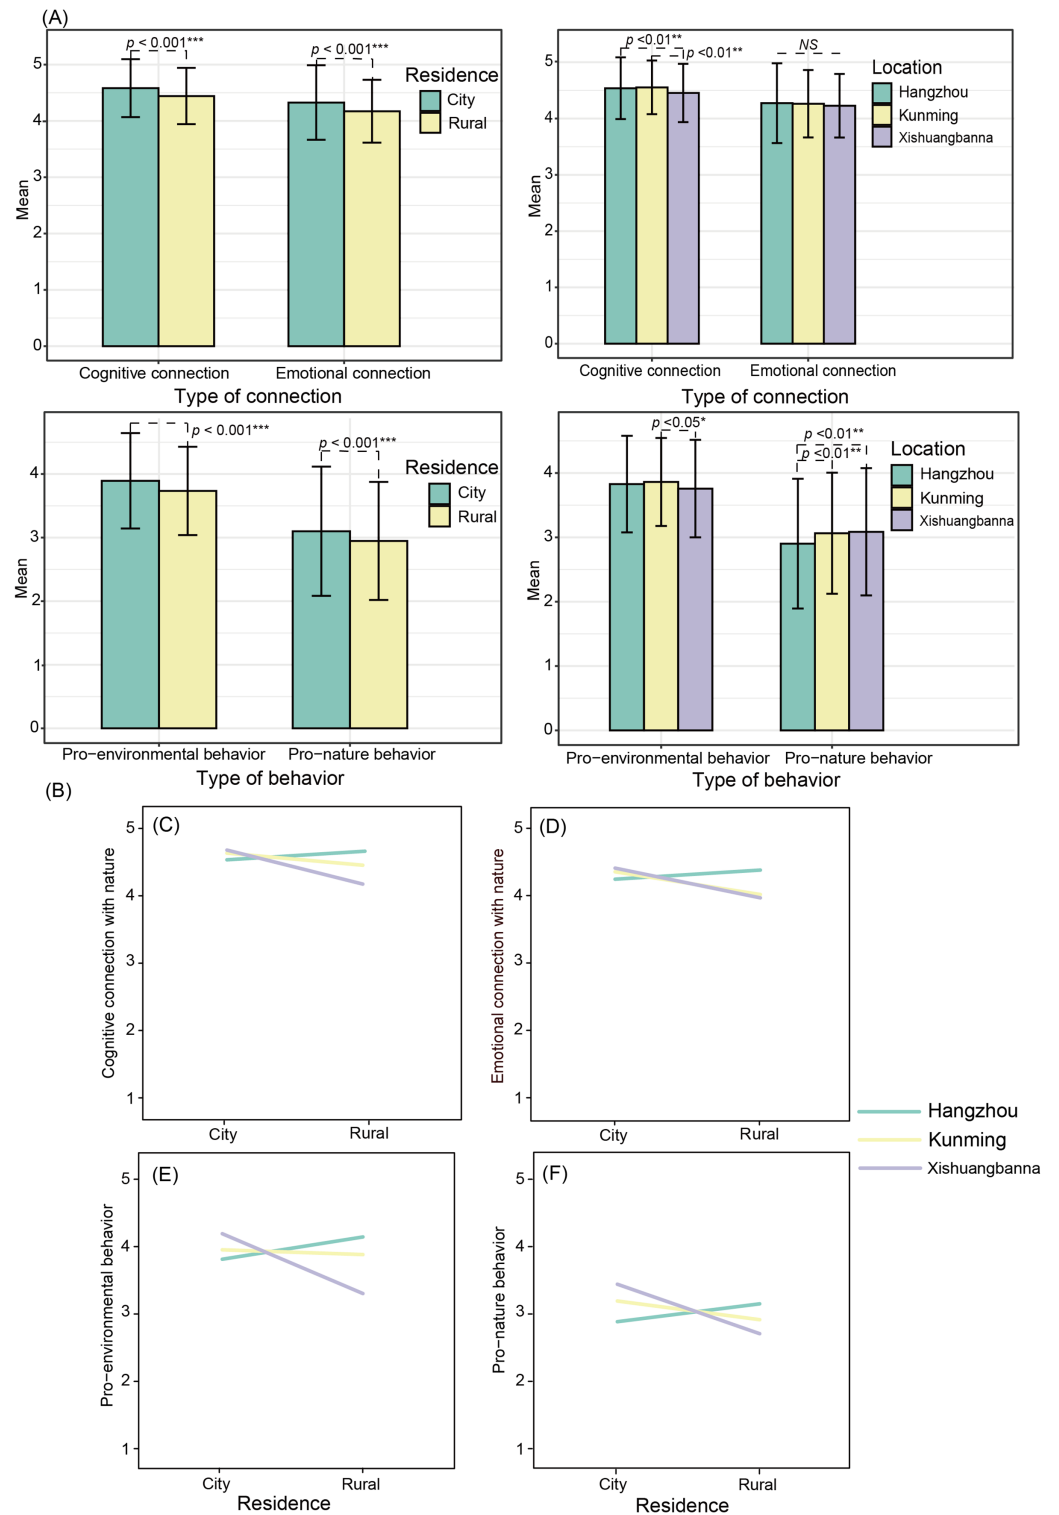 (A)
p < 0.001***
p < 0.001***
Residence
City
Rural
5
4
3
2
1
0
Mean
Cognitive connection
Emotional connection
Type of connection
p <0.01**
p <0.01**
NS
Location
Hangzhou
Kunming
Xishuangbanna
5
4
3
2
1
0
Mean
Cognitive connection
Emotional connection
Type of connection
p < 0.001***
p < 0.001***
Residence
City
Rural
4
3
2
1
0
Mean
Pro−environmental behavior
Pro−nature behavior
Type of behavior
p <0.05*
p <0.01**
p <0.01**
Location
Hangzhou
Kunming
Xishuangbanna
4
3
2
1
0
Mean
Pro−environmental behavior
Pro−nature behavior
Type of behavior
(B)
(C)
5
4
3
2
1
Cognitive connection with nature
City
Rural
(D)
5
4
3
2
1
Emotional connection with nature
City
Rural
Hangzhou
Kunming
Xishuangbanna
(E)
5
4
3
2
1
Pro−environmental behavior
City
Rural
Residence
(F)
5
4
3
2
1
Pro−nature behavior
City
Rural
Residence